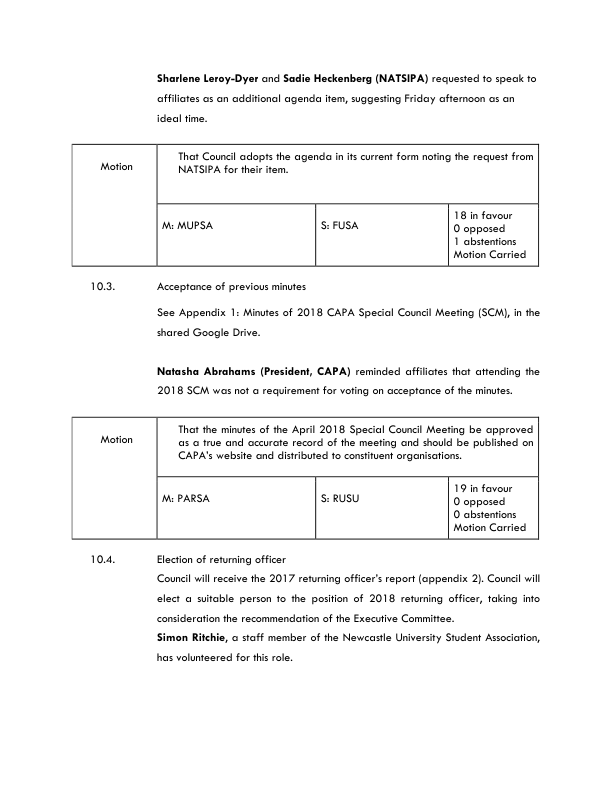 Sharlene Leroy-Dyer and Sadie Heckenberg (NATSIPA) requested to speak to
affiliates as an additional agenda item, suggesting Friday afternoon as an
ideal time.
Motion
That Council adopts the agenda in its current form noting the request from
NATSIPA for their item.
M: MUPSA
S: FUSA
18 in favour
0 opposed
1 abstentions
Motion Carried
10.3. Acceptance of previous minutes
See Appendix 1: Minutes of 2018 CAPA Special Council Meeting (SCM), in the
shared Google Drive.
Natasha Abrahams (President, CAPA) reminded affiliates that attending the
2018 SCM was not a requirement for voting on acceptance of the minutes.
Motion
That the minutes of the April 2018 Special Council Meeting be approved
as a true and accurate record of the meeting and should be published on
CAPA's website and distributed to constituent organisations.
M: PARSA
S: RUSU
19 in favour
0 opposed
0 abstentions
Motion Carried
10.4. Election of returning officer
Council will receive the 2017 returning officer's report (appendix 2). Council will
elect a suitable person to the position of 2018 returning officer, taking into
consideration the recommendation of the Executive Committee.
Simon Ritchie, a staff member of the Newcastle University Student Association,
has volunteered for this role.